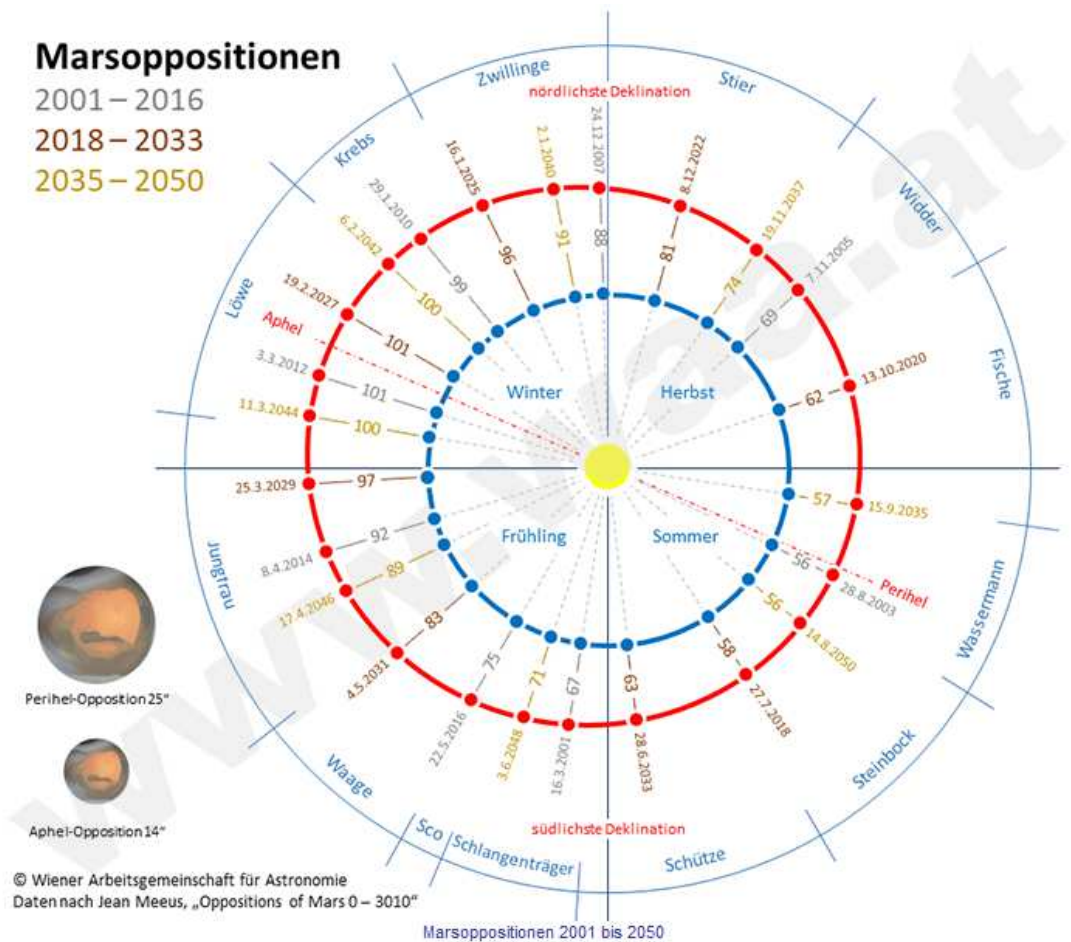 Marsoppositionen
2001 – 2016
2018 – 2033
2035 – 2050
Zwillinge
Stier
Widder
Fische
Wassermann
Steinbock
Schütze
Schlangenträger
Sco
Waage
Jungfrau
Löwe
Krebs
nördlichste Deklination
24.12.2007
88
8.12.2022
81
19.11.2037
74
7.11.2005
69
13.10.2020
62
15.9.2035
57
28.8.2003
56
Perihel
14.8.2050
56
27.7.2018
58
28.6.2033
63
16.3.2001
67
3.6.2048
71
22.5.2016
75
4.5.2031
83
17.4.2046
89
8.4.2014
92
25.3.2029
97
11.3.2044
100
3.3.2012
101
Aphel
19.2.2027
101
6.2.2042
100
29.1.2010
99
16.1.2025
96
2.1.2040
91
Winter
Herbst
Frühling
Sommer
südlichste Deklination
Perihel-Opposition 25"
Aphel-Opposition 14"
© Wiener Arbeitsgemeinschaft für Astronomie
Daten nach Jean Meeus, „Oppositions of Mars 0 – 3010"
Marsoppositionen 2001 bis 2050
www.waa.at